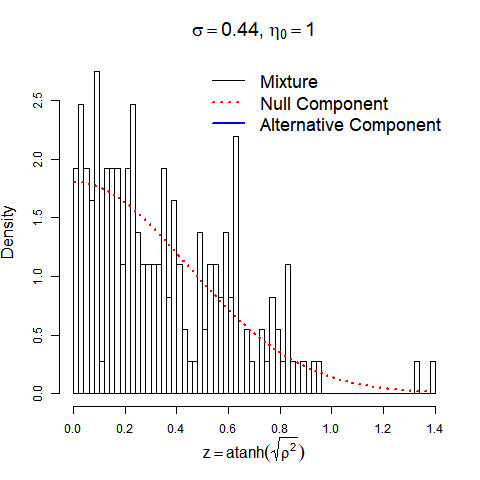 σ = 0.44, η₀ = 1
Mixture
Null Component
Alternative Component
Density
2.5
2.0
1.5
1.0
0.5
0.0
0.0 0.2 0.4 0.6 0.8 1.0 1.2 1.4
z = atanh(√ρ²)